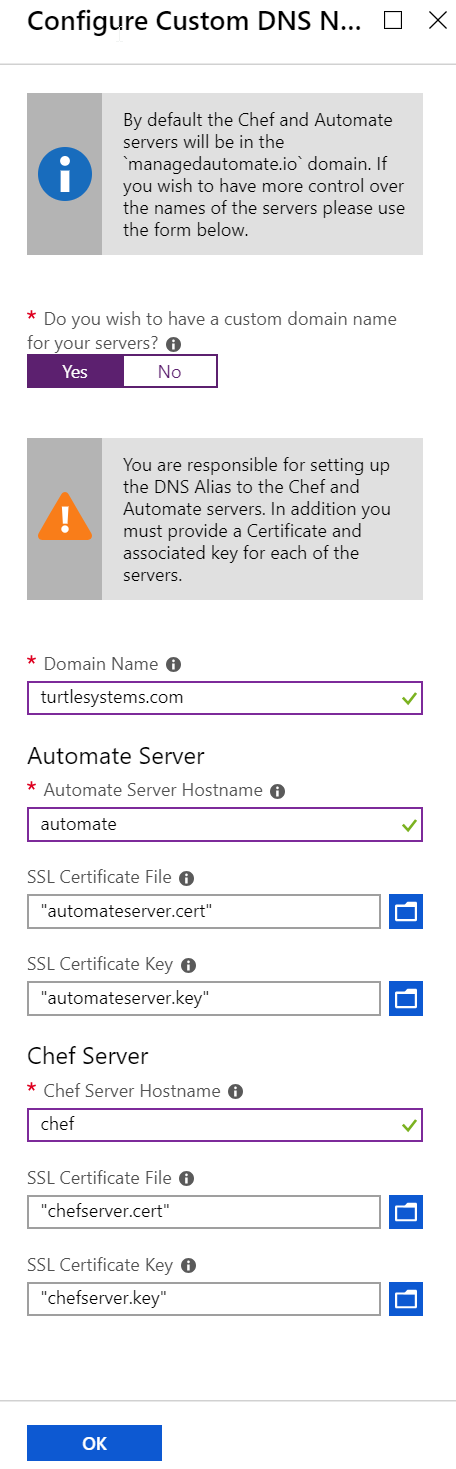 Configure Custom DNS N...
By default the Chef and Automate
servers will be in the
`managedautomate.io` domain. If
you wish to have more control over
the names of the servers please use
the form below.
* Do you wish to have a custom domain name
for your servers?
Yes No
You are responsible for setting up
the DNS Alias to the Chef and
Automate servers. In addition you
must provide a Certificate and
associated key for each of the
servers.
* Domain Name
turtlesystems.com
Automate Server
* Automate Server Hostname
automate
SSL Certificate File
"automateserver.cert"
SSL Certificate Key
"automateserver.key"
Chef Server
* Chef Server Hostname
chef
SSL Certificate File
"chefserver.cert"
SSL Certificate Key
"chefserver.key"
OK